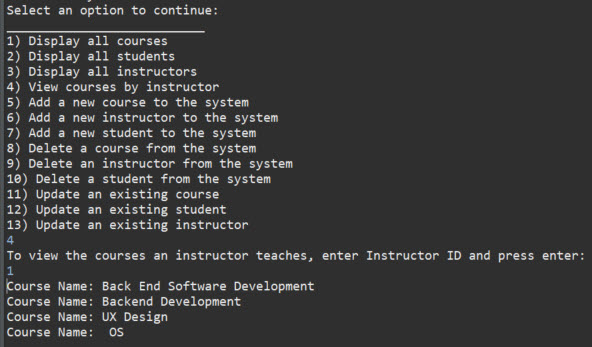 Select an option to continue:
___________________________
1) Display all courses
2) Display all students
3) Display all instructors
4) View courses by instructor
5) Add a new course to the system
6) Add a new instructor to the system
7) Add a new student to the system
8) Delete a course from the system
9) Delete an instructor from the system
10) Delete a student from the system
11) Update an existing course
12) Update an existing student
13) Update an existing instructor
4
To view the courses an instructor teaches, enter Instructor ID and press enter:
1
Course Name: Back End Software Development
Course Name: Backend Development
Course Name: UX Design
Course Name:  OS